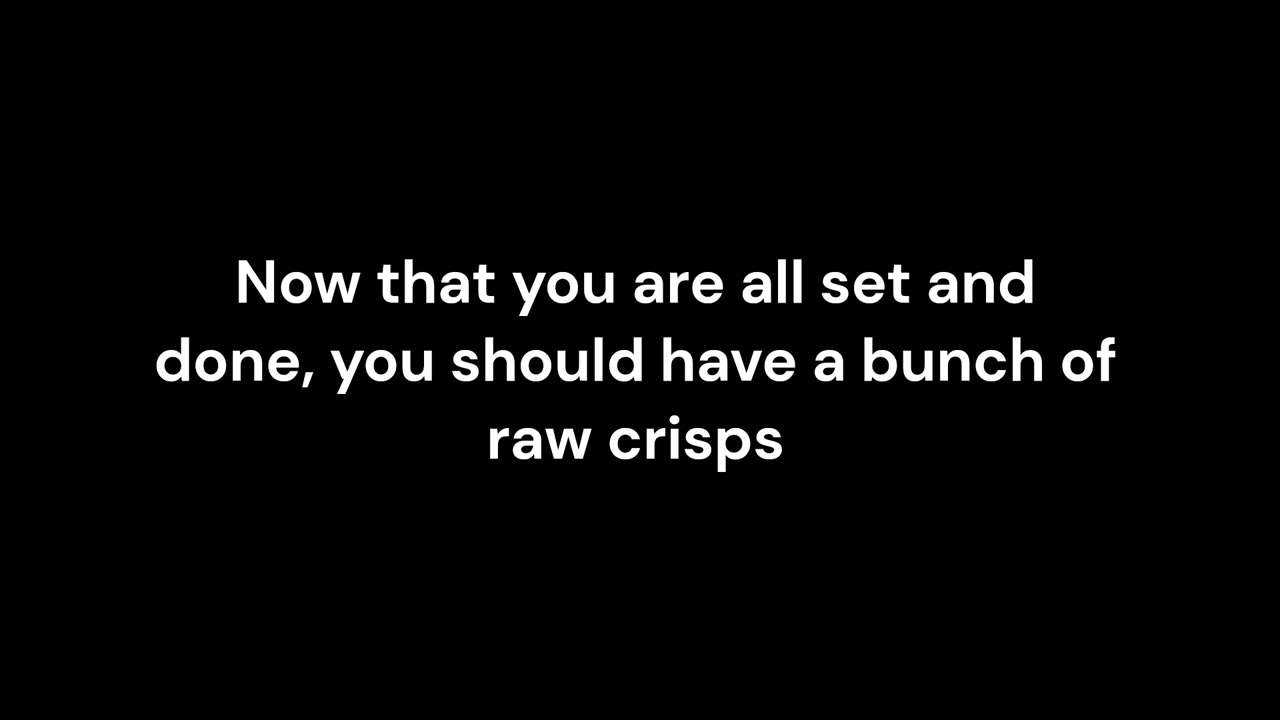 Now that you are all set and
done, you should have a bunch of
raw crisps